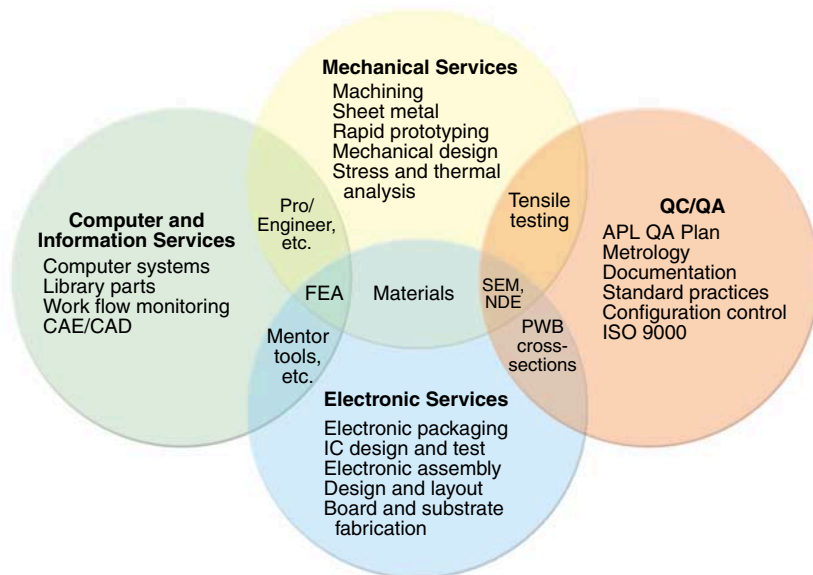 Mechanical Services
Machining
Sheet metal
Rapid prototyping
Mechanical design
Stress and thermal
analysis
Computer and
Information Services
Computer systems
Library parts
Work flow monitoring
CAE/CAD
Pro/
Engineer,
etc.
FEA
Mentor
tools,
etc.
Materials
Tensile
testing
SEM,
NDE
PWB
cross-
sections
QC/QA
APL QA Plan
Metrology
Documentation
Standard practices
Configuration control
ISO 9000
Electronic Services
Electronic packaging
IC design and test
Electronic assembly
Design and layout
Board and substrate
fabrication